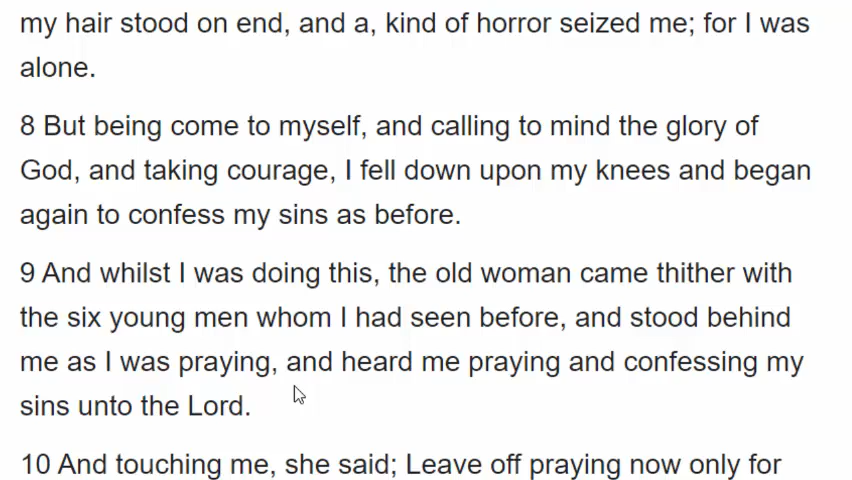 my hair stood on end, and a, kind of horror seized me; for I was
alone.
8 But being come to myself, and calling to mind the glory of
God, and taking courage, I fell down upon my knees and began
again to confess my sins as before.
9 And whilst I was doing this, the old woman came thither with
the six young men whom I had seen before, and stood behind
me as I was praying, and heard me praying and confessing my
sins unto the Lord.
10 And touching me, she said; Leave off praying now only for